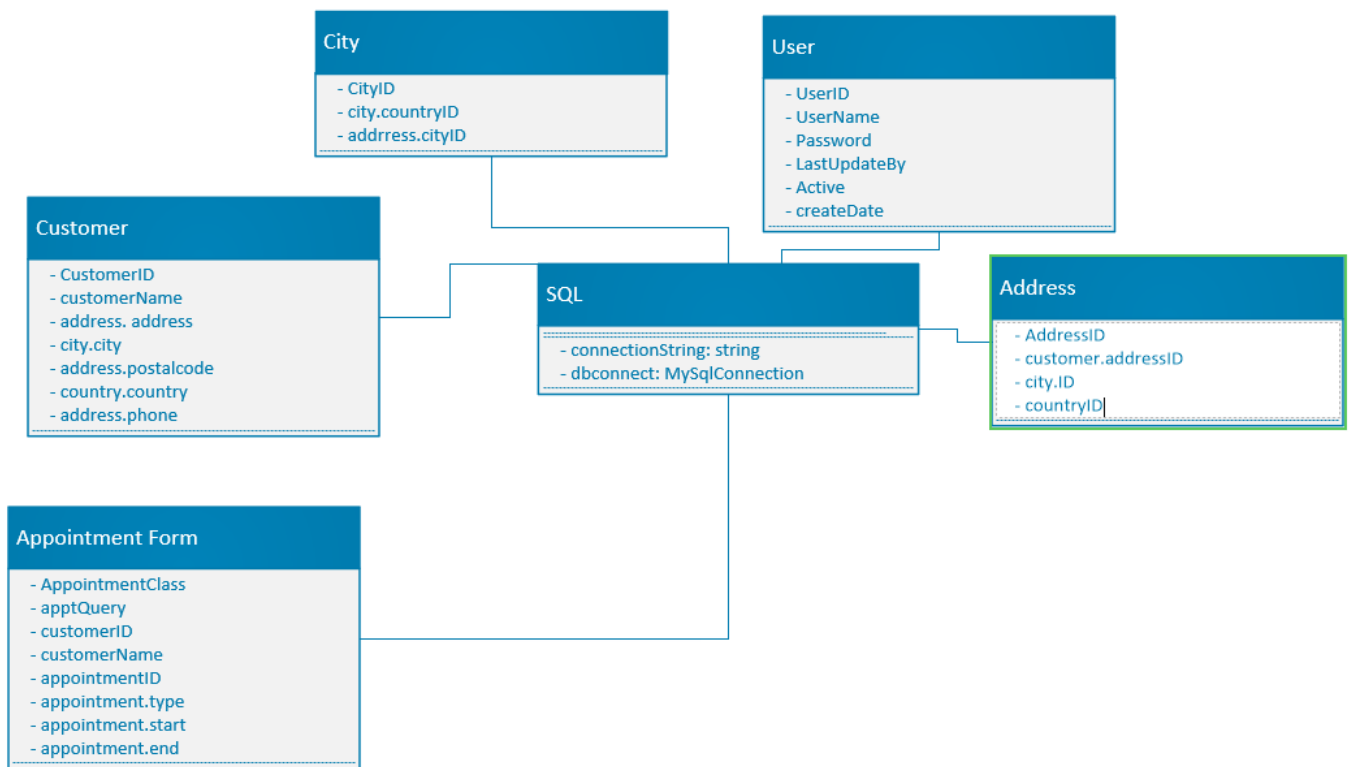 City
- CityID
- city.countryID
- addrress.cityID
User
- UserID
- UserName
- Password
- LastUpdateBy
- Active
- createDate
Customer
- CustomerID
- customerName
- address. address
- city.city
- address.postalcode
- country.country
- address.phone
SQL
- connectionString: string
- dbconnect: MySqlConnection
Address
- AddressID
- customer.addressID
- city.ID
- countryID
Appointment Form
- AppointmentClass
- apptQuery
- customerID
- customerName
- appointmentID
- appointment.type
- appointment.start
- appointment.end